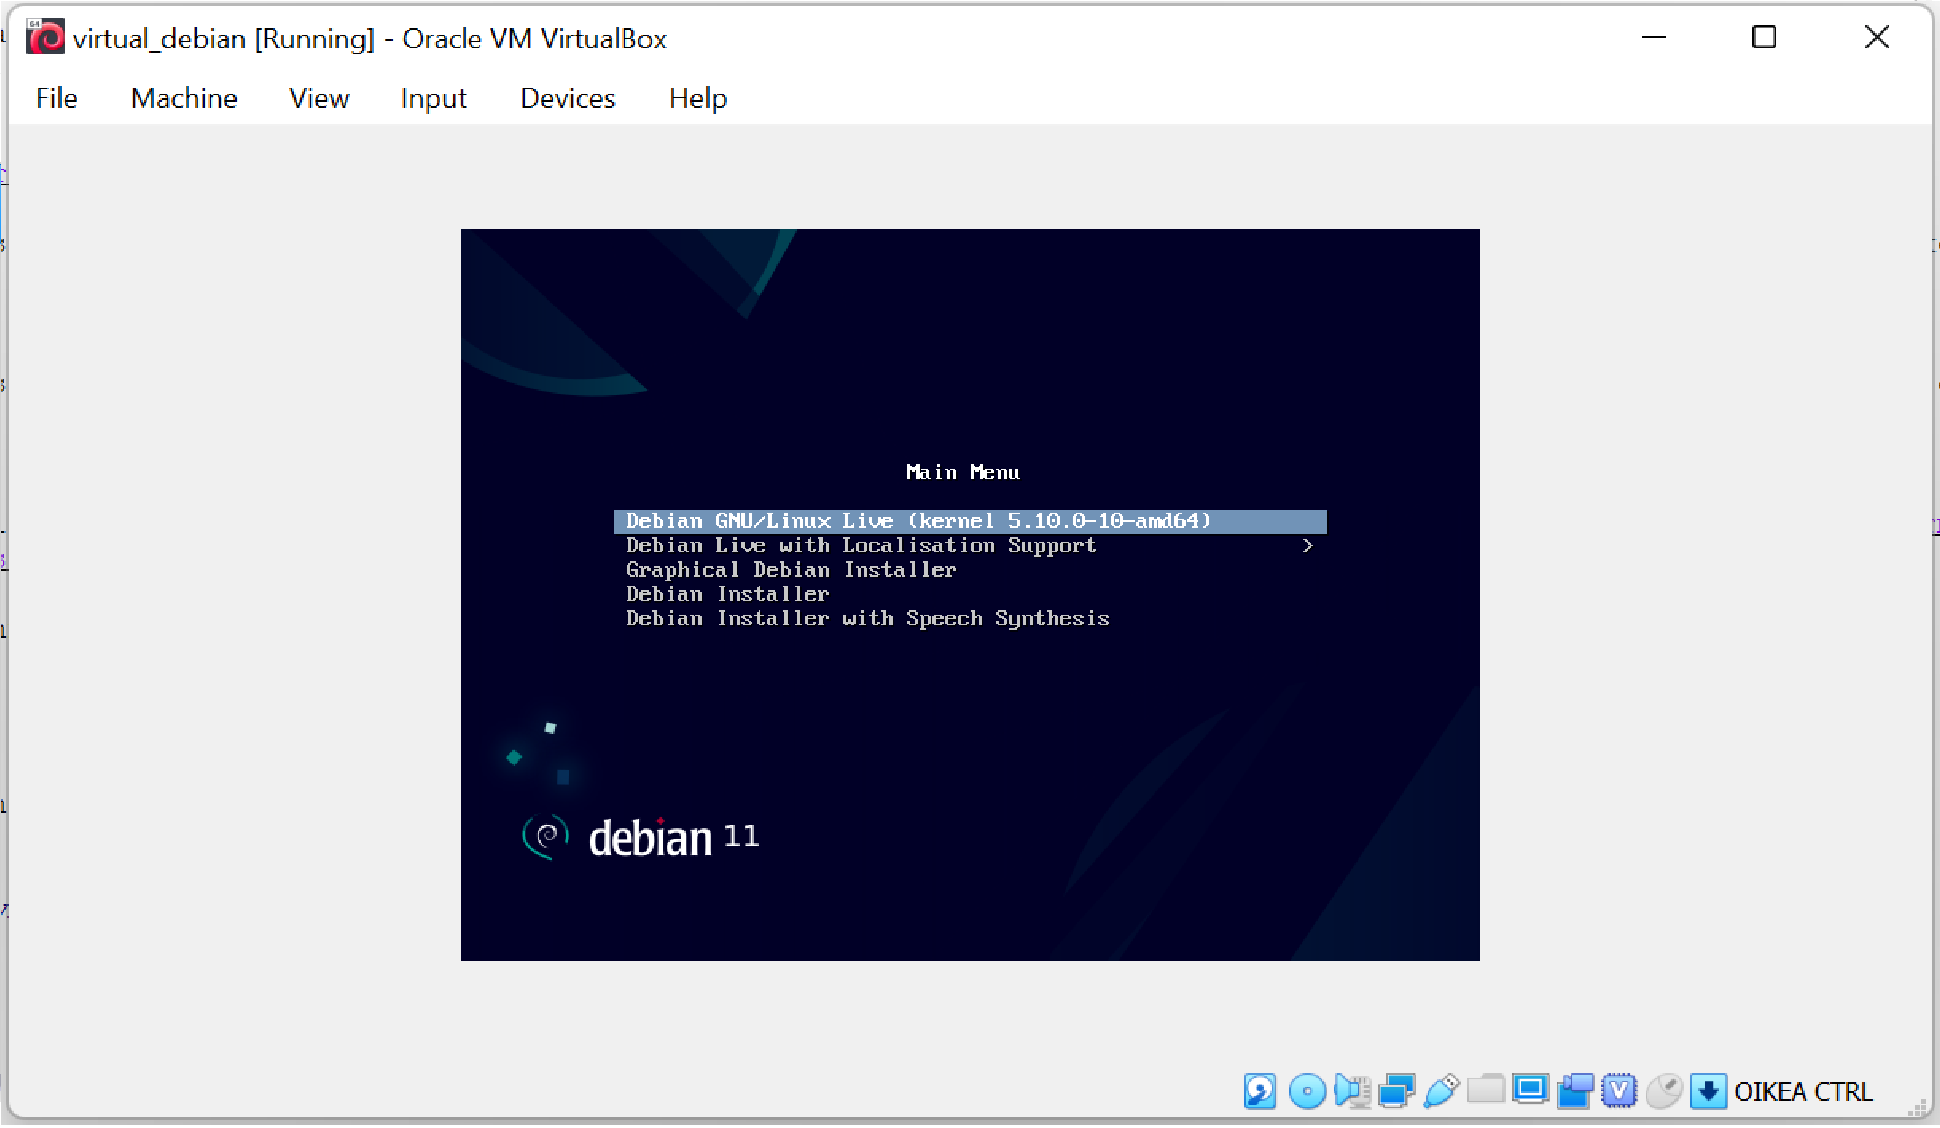 virtual_debian [Running] - Oracle VM VirtualBox
File Machine View Input Devices Help
Main Menu
Debian GNU/Linux Live (kernel 5.10.0-10-amd64)
Debian Live with Localisation Support >
Graphical Debian Installer
Debian Installer
Debian Installer with Speech Synthesis
debian 11
OIKEA CTRL